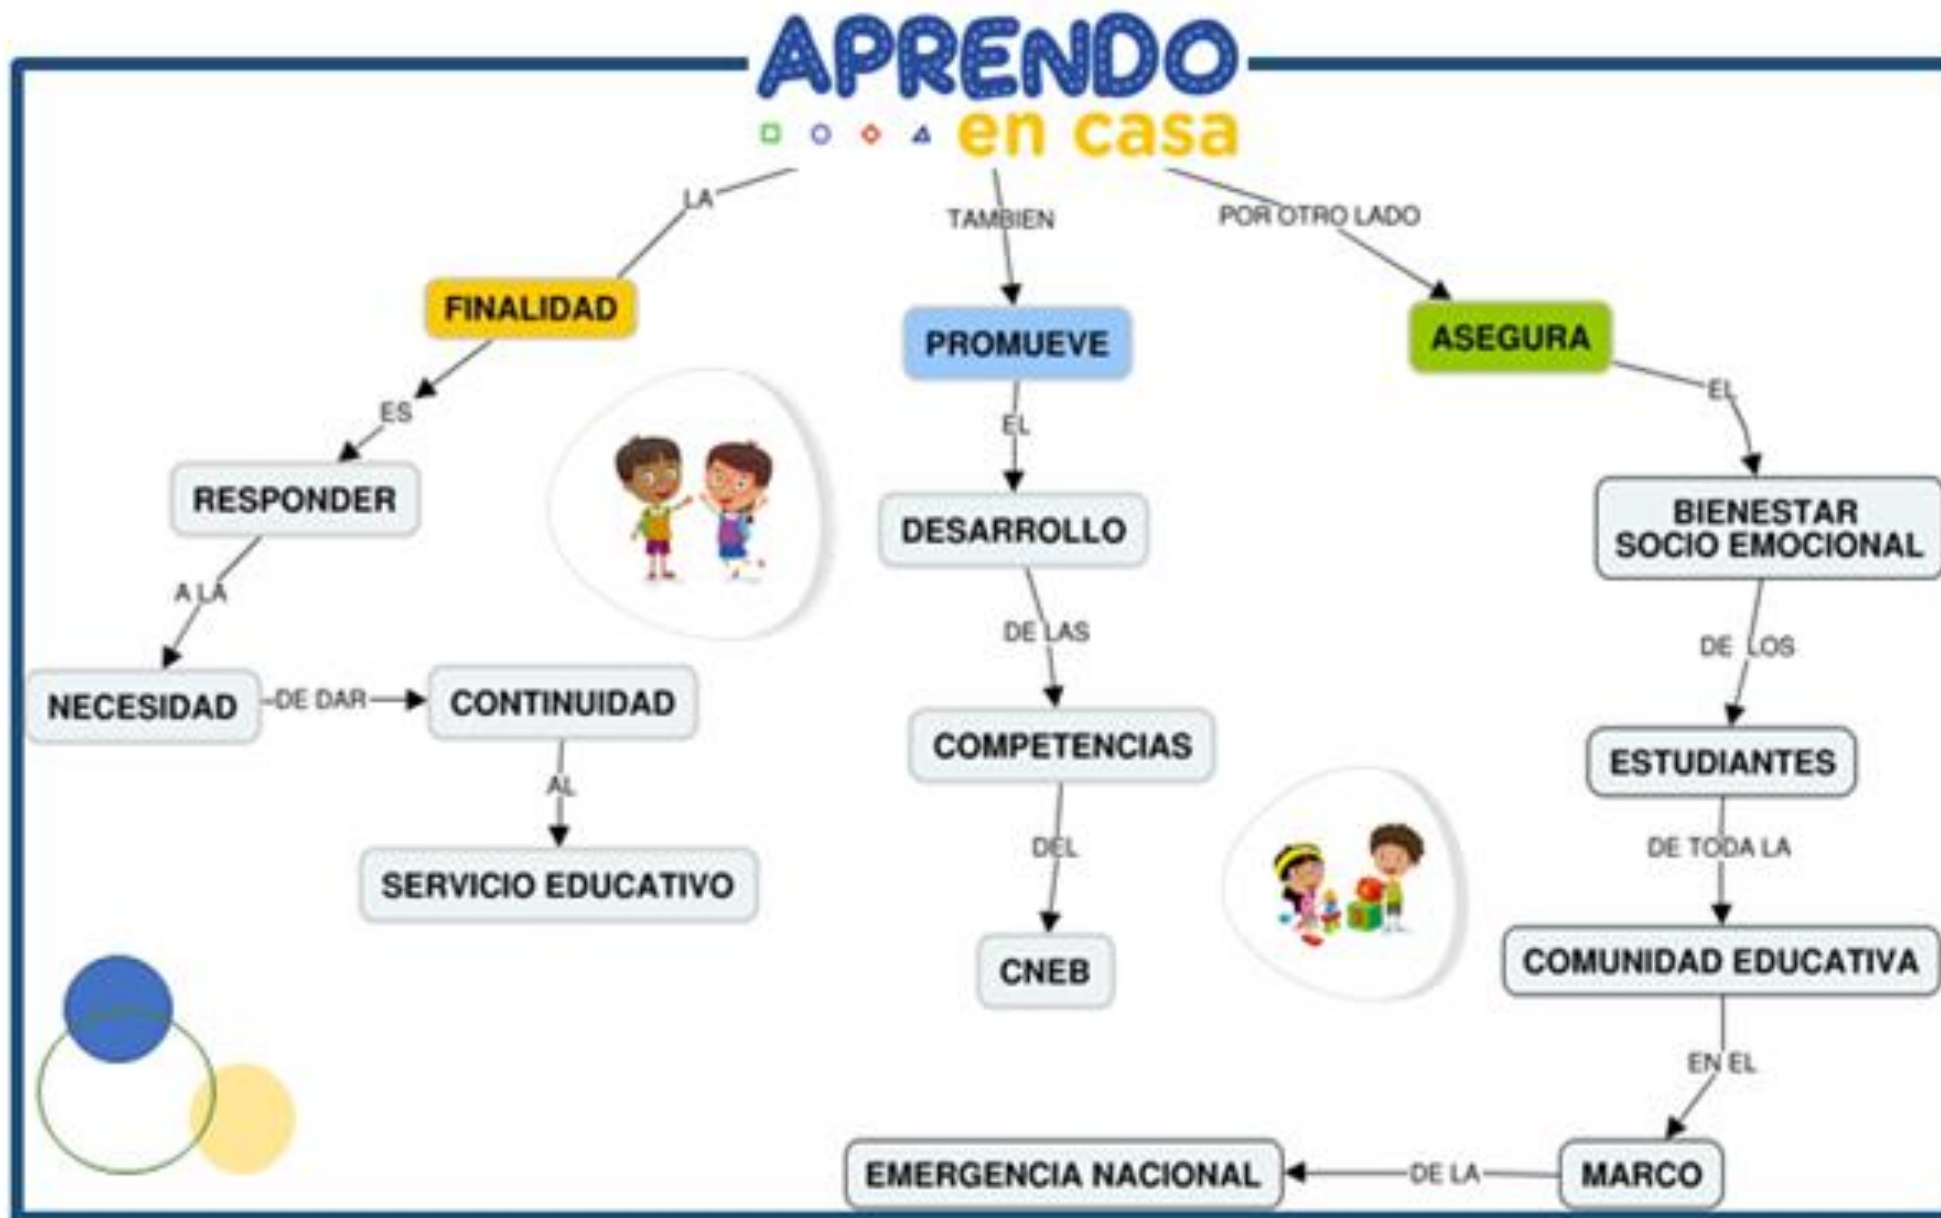 APRENDO
en casa
LA
TAMBIEN
POR OTRO LADO
FINALIDAD
PROMUEVE
ASEGURA
ES
EL
EL
RESPONDER
DESARROLLO
BIENESTAR
SOCIO EMOCIONAL
A LA
DE LAS
DE LOS
NECESIDAD
DE DAR
CONTINUIDAD
COMPETENCIAS
ESTUDIANTES
AL
DEL
DE TODA LA
SERVICIO EDUCATIVO
CNEB
COMUNIDAD EDUCATIVA
EN EL
EMERGENCIA NACIONAL
DE LA
MARCO